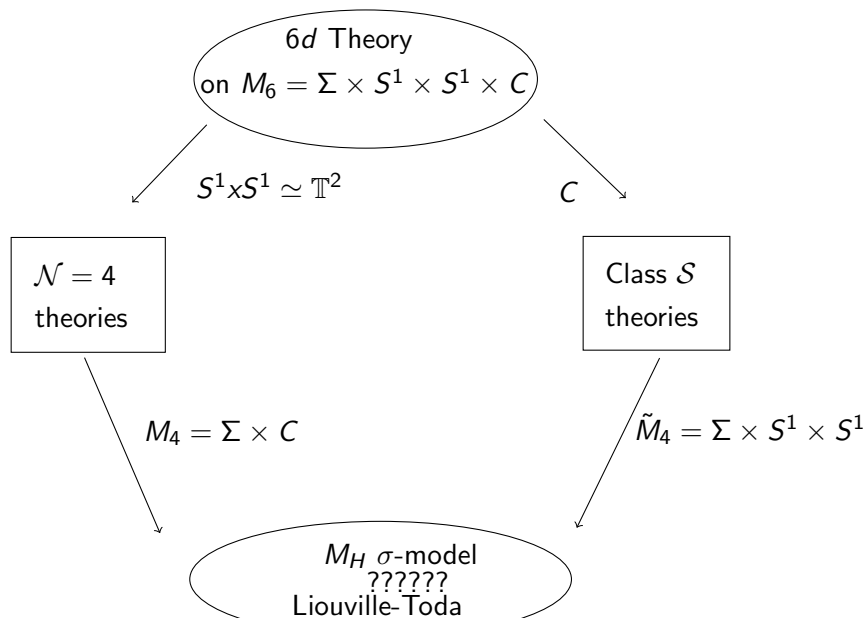 6d Theory
on M₆ = Σ × S¹ × S¹ × C
S¹xS¹ ≃ 𝕋²
C
𝒩 = 4
theories
Class 𝒮
theories
M₄ = Σ × C
M̃₄ = Σ × S¹ × S¹
M_H σ-model
??????
Liouville-Toda